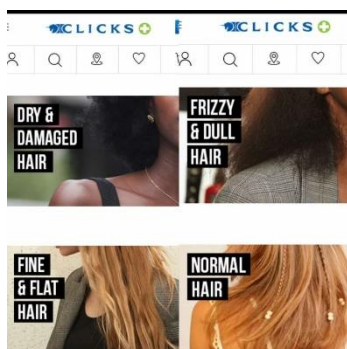 CLICKS
CLICKS
DRY &
DAMAGED
HAIR
FRIZZY
& DULL
HAIR
FINE
& FLAT
HAIR
NORMAL
HAIR